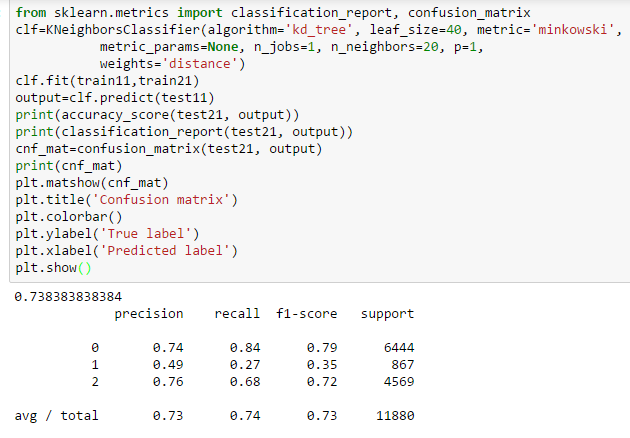 from sklearn.metrics import classification_report, confusion_matrix
clf=KNeighborsClassifier(algorithm='kd_tree', leaf_size=40, metric='minkowski',
           metric_params=None, n_jobs=1, n_neighbors=20, p=1,
           weights='distance')
clf.fit(train11,train21)
output=clf.predict(test11)
print(accuracy_score(test21, output))
print(classification_report(test21, output))
cnf_mat=confusion_matrix(test21, output)
print(cnf_mat)
plt.matshow(cnf_mat)
plt.title('Confusion matrix')
plt.colorbar()
plt.ylabel('True label')
plt.xlabel('Predicted label')
plt.show()
0.738383838384
             precision    recall  f1-score   support
          0       0.74      0.84      0.79      6444
          1       0.49      0.27      0.35       867
          2       0.76      0.68      0.72      4569
avg / total       0.73      0.74      0.73     11880